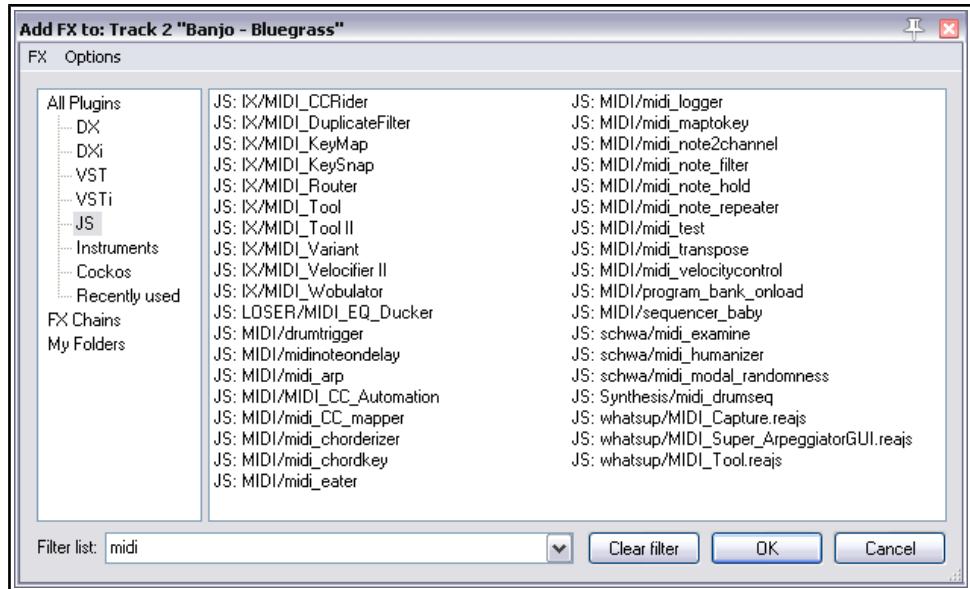 Add FX to: Track 2 "Banjo - Bluegrass"
FX Options
All Plugins
DX
DXi
VST
VSTi
JS
Instruments
Cockos
Recently used
FX Chains
My Folders
JS: IX/MIDI_CCRider
JS: IX/MIDI_DuplicateFilter
JS: IX/MIDI_KeyMap
JS: IX/MIDI_KeySnap
JS: IX/MIDI_Router
JS: IX/MIDI_Tool
JS: IX/MIDI_Tool II
JS: IX/MIDI_Variant
JS: IX/MIDI_Velocifier II
JS: IX/MIDI_Wobulator
JS: LOSER/MIDI_EQ_Ducker
JS: MIDI/drumtrigger
JS: MIDI/midinoteondelay
JS: MIDI/midi_arp
JS: MIDI/MIDI_CC_Automation
JS: MIDI/midi_CC_mapper
JS: MIDI/midi_chorderizer
JS: MIDI/midi_chordkey
JS: MIDI/midi_eater
JS: MIDI/midi_logger
JS: MIDI/midi_maptokey
JS: MIDI/midi_note2channel
JS: MIDI/midi_note_filter
JS: MIDI/midi_note_hold
JS: MIDI/midi_note_repeater
JS: MIDI/midi_test
JS: MIDI/midi_transpose
JS: MIDI/midi_velocitycontrol
JS: MIDI/program_bank_onload
JS: MIDI/sequencer_baby
JS: schwa/midi_examine
JS: schwa/midi_humanizer
JS: schwa/midi_modal_randomness
JS: Synthesis/midi_drumseq
JS: whatsup/MIDI_Capture.reajs
JS: whatsup/MIDI_Super_ArpeggiatorGUI.reajs
JS: whatsup/MIDI_Tool.reajs
Filter list: midi
Clear filter
OK
Cancel